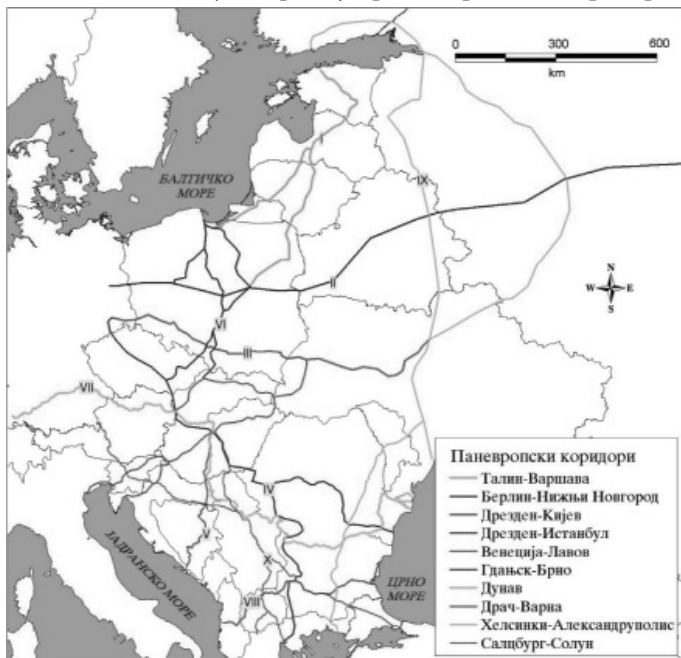 0 300 600
km
БАЛТИЧКО
МОРЕ
I
IX
N
W E
S
II
VI
III
VII
IV
V
X
VIII
ЈАДРАНСКО МОРЕ
ЦРНО
МОРЕ
Паневропски коридори
Талин-Варшава
Берлин-Нижњи Новгород
Дрезден-Кијев
Дрезден-Истанбул
Венеција-Лавов
Гдањск-Брно
Дунав
Драч-Варна
Хелсинки-Александруполис
Салцбург-Солун